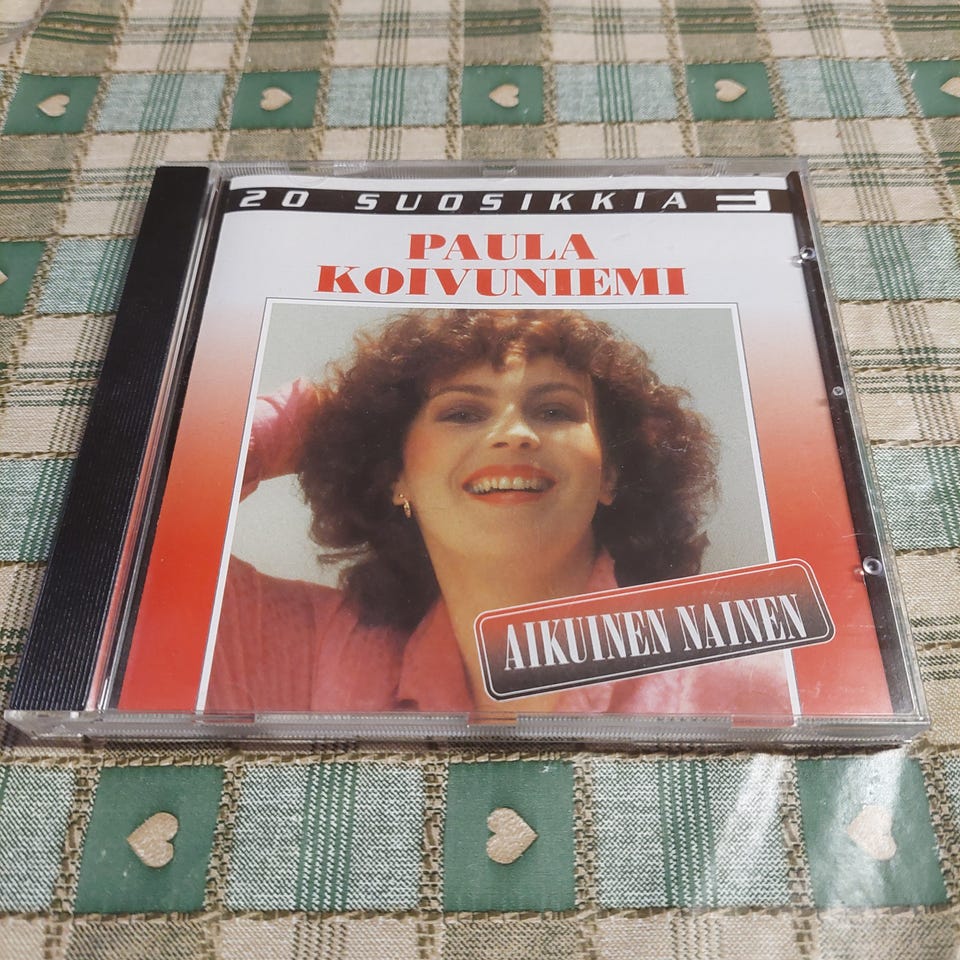 20 SUOSIKKIA
PAULA
KOIVUNIEMI
AIKUINEN NAINEN